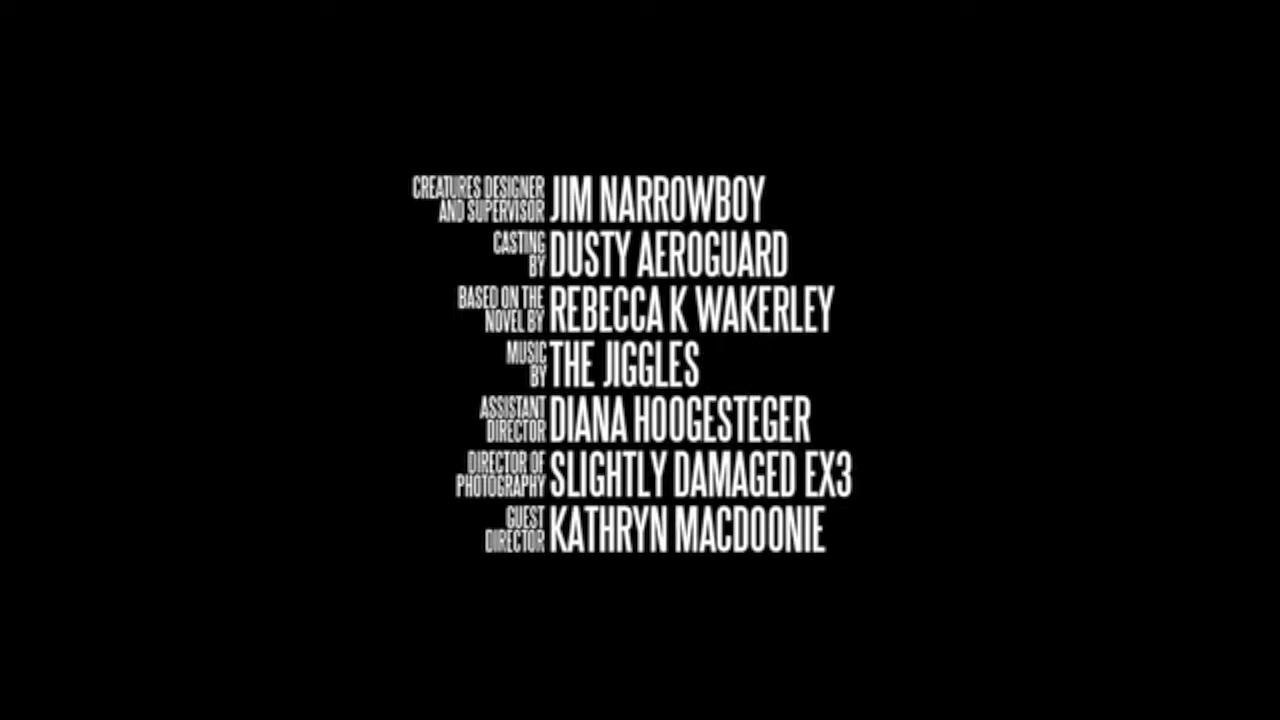 CREATURES DESIGNER
AND SUPERVISOR JIM NARROWBOY
CASTING
BY DUSTY AEROGUARD
BASED ON THE
NOVEL BY REBECCA K WAKERLEY
MUSIC
BY THE JIGGLES
ASSISTANT
DIRECTOR DIANA HOOGESTEGER
DIRECTOR OF
PHOTOGRAPHY SLIGHTLY DAMAGED EX3
GUEST
DIRECTOR KATHRYN MACDOONIE